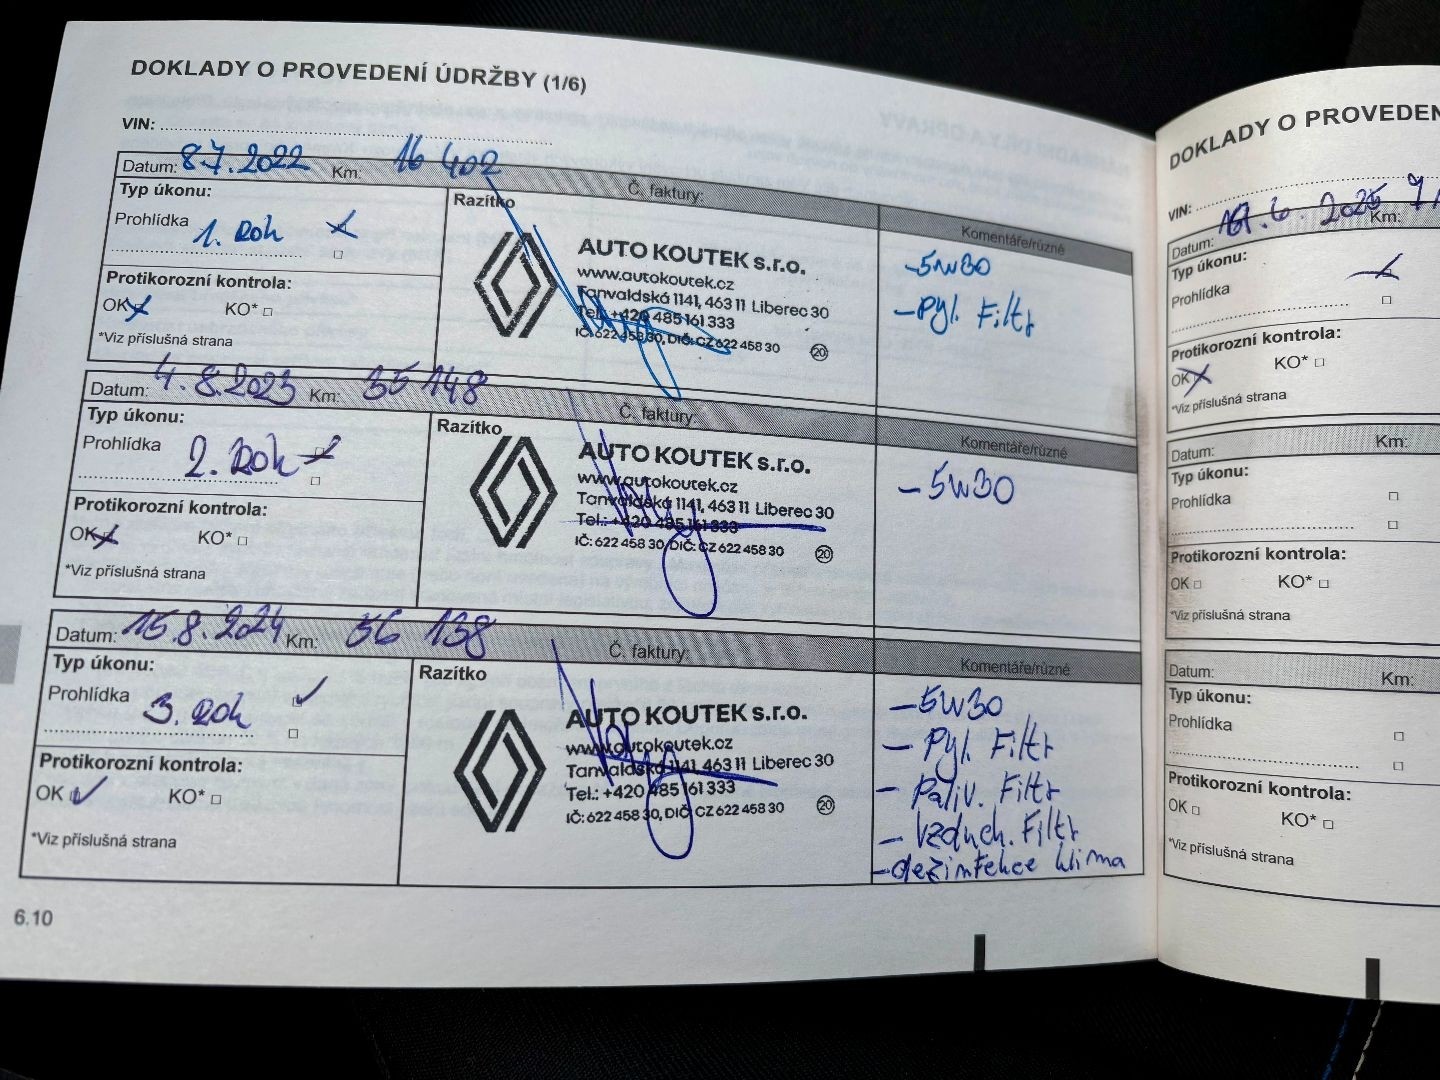 DOKLADY O PROVEDENÍ ÚDRŽBY (1/6)
VIN:
Datum: 8.7.2022 Km: 16 402 Č. faktury:
Typ úkonu:
Prohlídka 1. Rok
Protikorozní kontrola:
OK KO*
*Viz příslušná strana
Razítko
AUTO KOUTEK s.r.o.
www.autokoutek.cz
Tanvaldská 1141, 463 11 Liberec 30
Tel.: +420 485 161 333
IČ: 622 458 30, DIČ: CZ 622 458 30 20
Komentáře/různé
-5W30
-Pyl. Filtr
Datum: 4.8.2023 Km: 35 148 Č. faktury:
Typ úkonu:
Prohlídka 2. Rok
Protikorozní kontrola:
OK KO*
*Viz příslušná strana
Razítko
AUTO KOUTEK s.r.o.
www.autokoutek.cz
Tanvaldská 1141, 463 11 Liberec 30
Tel.: +420 485 161 333
IČ: 622 458 30, DIČ: CZ 622 458 30 20
Komentáře/různé
-5W30
Datum: 15.8.2024 Km: 56 138 Č. faktury:
Typ úkonu:
Prohlídka 3. Rok
Protikorozní kontrola:
OK KO*
*Viz příslušná strana
Razítko
AUTO KOUTEK s.r.o.
www.autokoutek.cz
Tanvaldská 1141, 463 11 Liberec 30
Tel.: +420 485 161 333
IČ: 622 458 30, DIČ: CZ 622 458 30 20
Komentáře/různé
-5W30
- Pyl. Filtr
- Paliv. Filtr
- Vzduch. Filtr
-dezinfekce klima
6.10
DOKLADY O PROVEDEN
VIN:
Datum: 6. 2025 Km:
Typ úkonu:
Prohlídka
Protikorozní kontrola:
OK KO*
*Viz příslušná strana
Datum: Km:
Typ úkonu:
Prohlídka
Protikorozní kontrola:
OK KO*
*Viz příslušná strana
Datum: Km:
Typ úkonu:
Prohlídka
Protikorozní kontrola:
OK KO*
*Viz příslušná strana